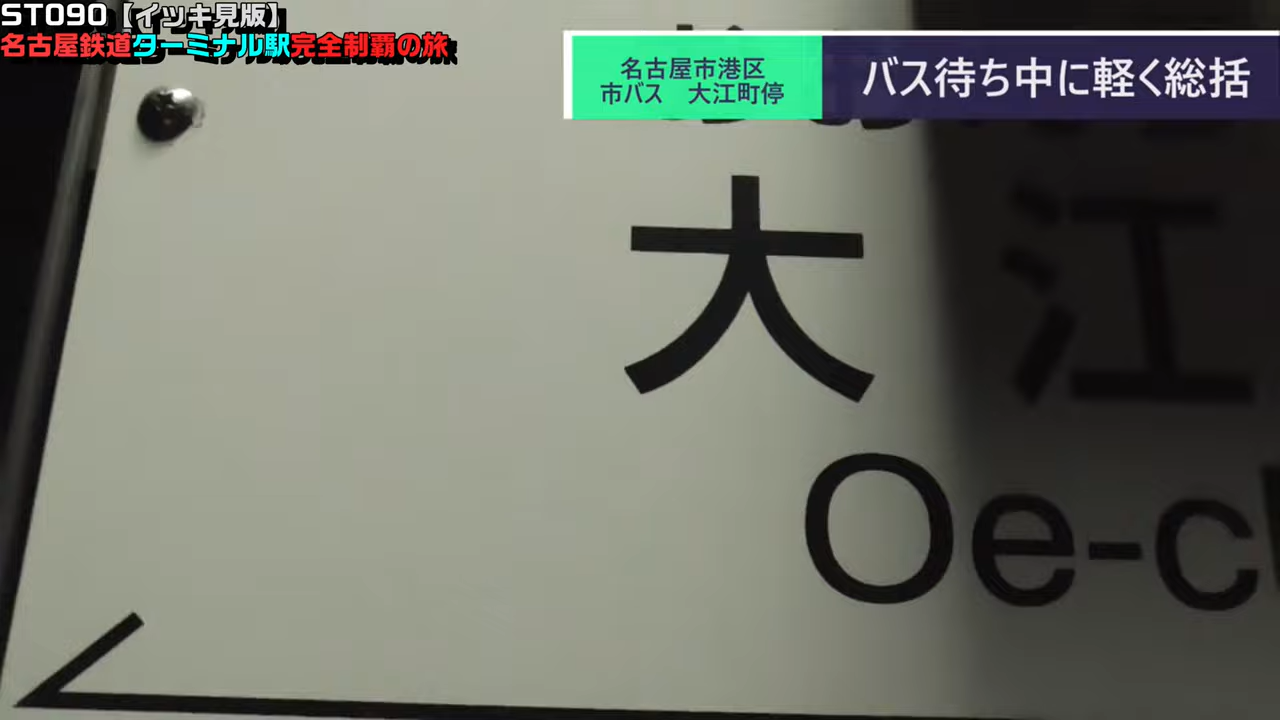 ST090【イッキ見版】
名古屋鉄道ターミナル駅完全制覇の旅
名古屋市港区
市バス 大江町停
バス待ち中に軽く総括
大江
Oe-c